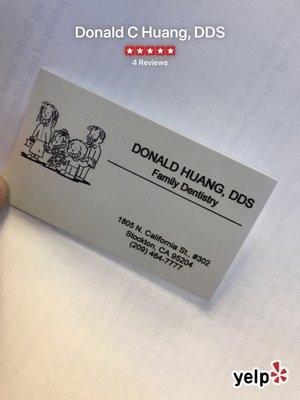 Donald C Huang, DDS
4 Reviews
DONALD HUANG, DDS
Family Dentistry
1805 N. California St., #302
Stockton, CA 95204
(209) 464-7777
yelp